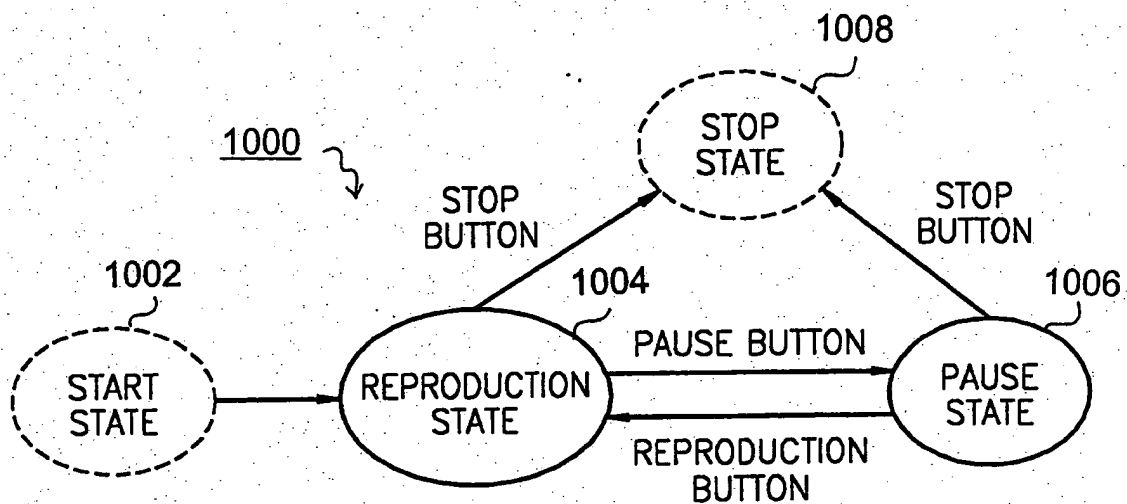 1008
STOP
STATE
1000
STOP
BUTTON
STOP
BUTTON
1002
1004
1006
START
STATE
REPRODUCTION
STATE
PAUSE BUTTON
PAUSE
STATE
REPRODUCTION
BUTTON